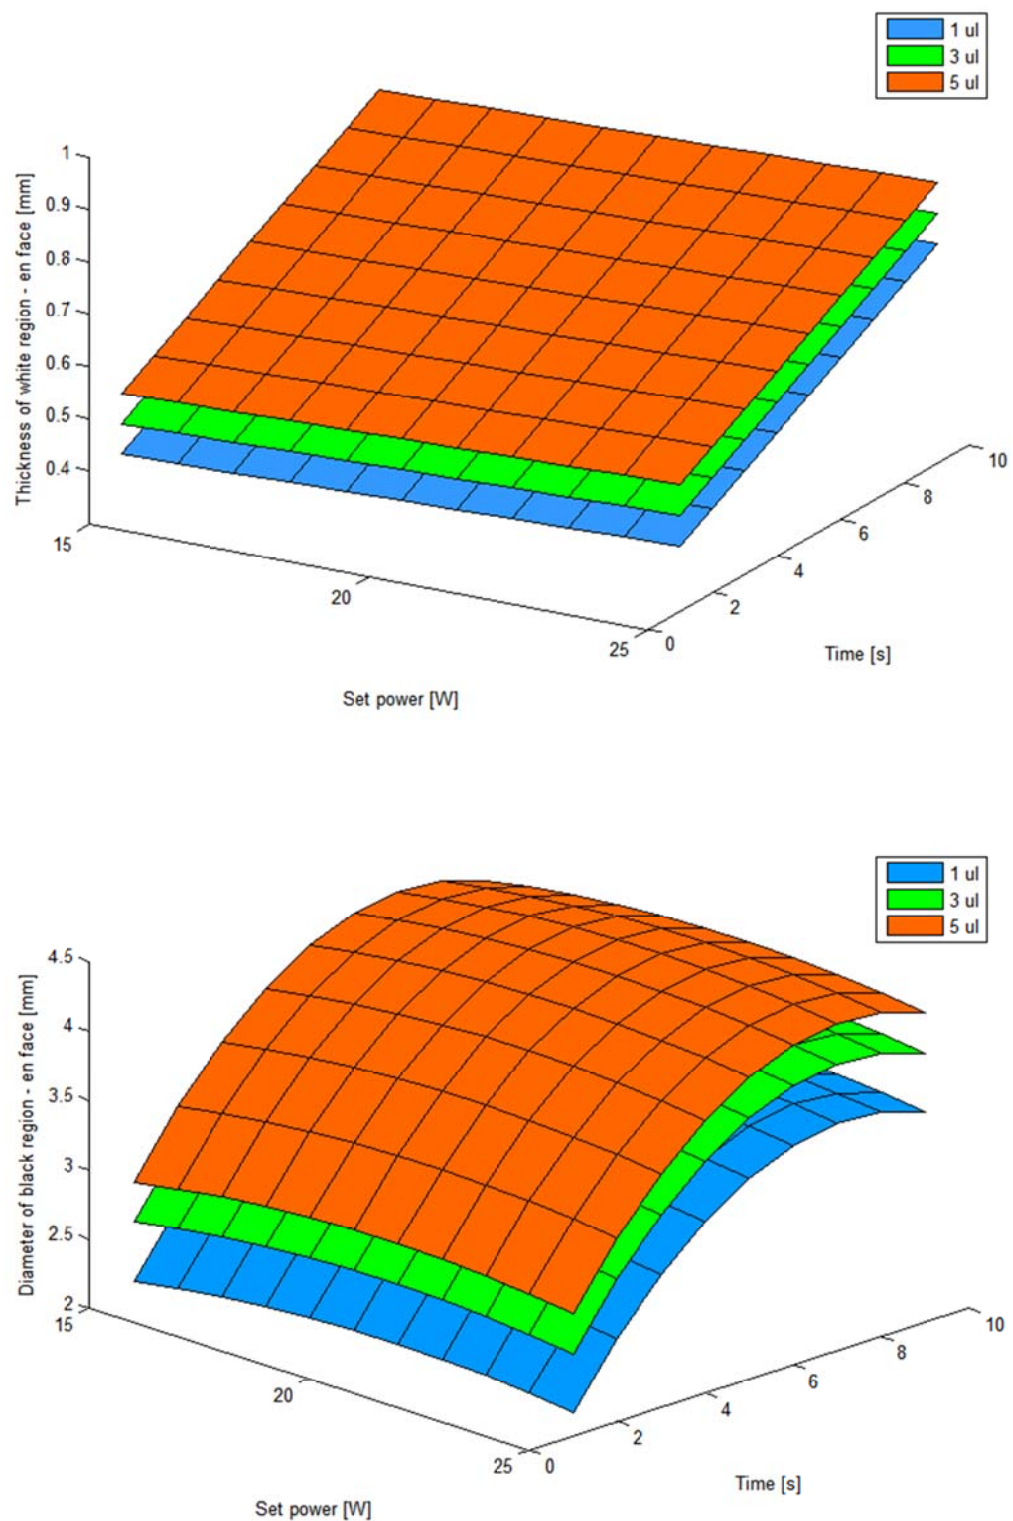 1 ul
3 ul
5 ul
Thickness of white region - en face [mm]
1
0.9
0.8
0.7
0.6
0.5
0.4
15
20
25
0
2
4
6
8
10
Set power [W]
Time [s]
1 ul
3 ul
5 ul
Diameter of black region - en face [mm]
4.5
4
3.5
3
2.5
2
15
20
25
0
2
4
6
8
10
Set power [W]
Time [s]